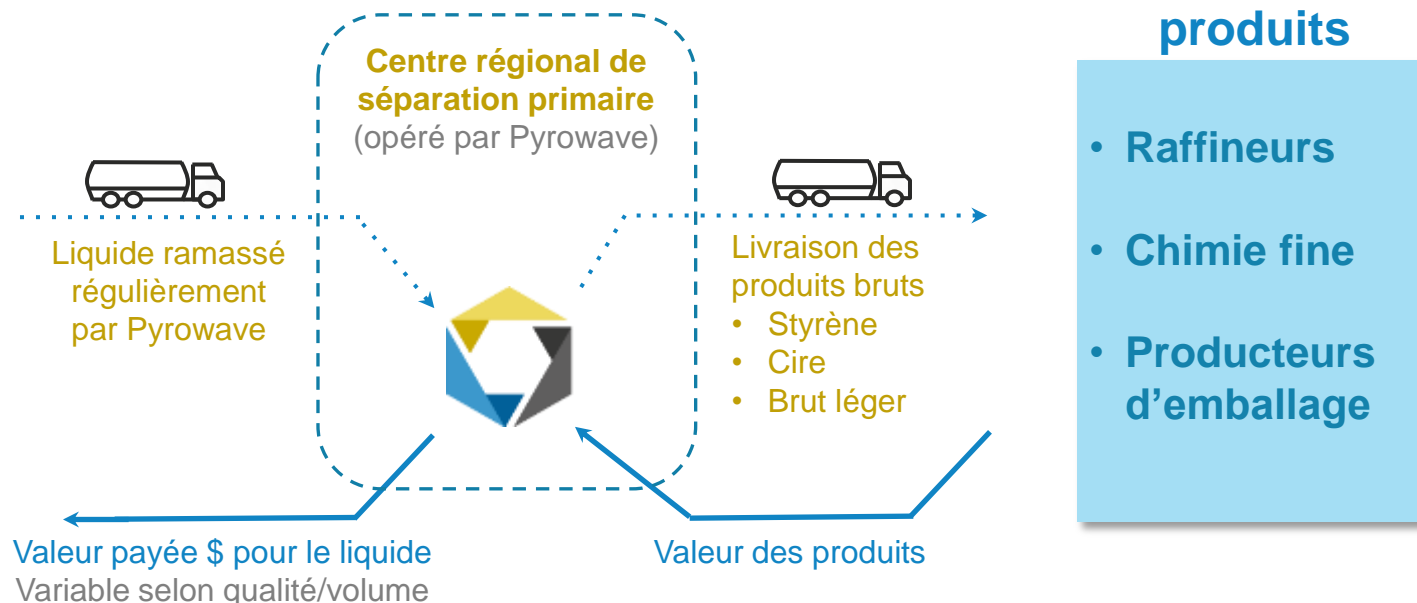 Centre régional de
séparation primaire
(opéré par Pyrowave)
Liquide ramassé
régulièrement
par Pyrowave
Livraison des
produits bruts
• Styrène
• Cire
• Brut léger
Valeur payée $ pour le liquide
Variable selon qualité/volume
Valeur des produits
produits
• Raffineurs
• Chimie fine
• Producteurs
d’emballage